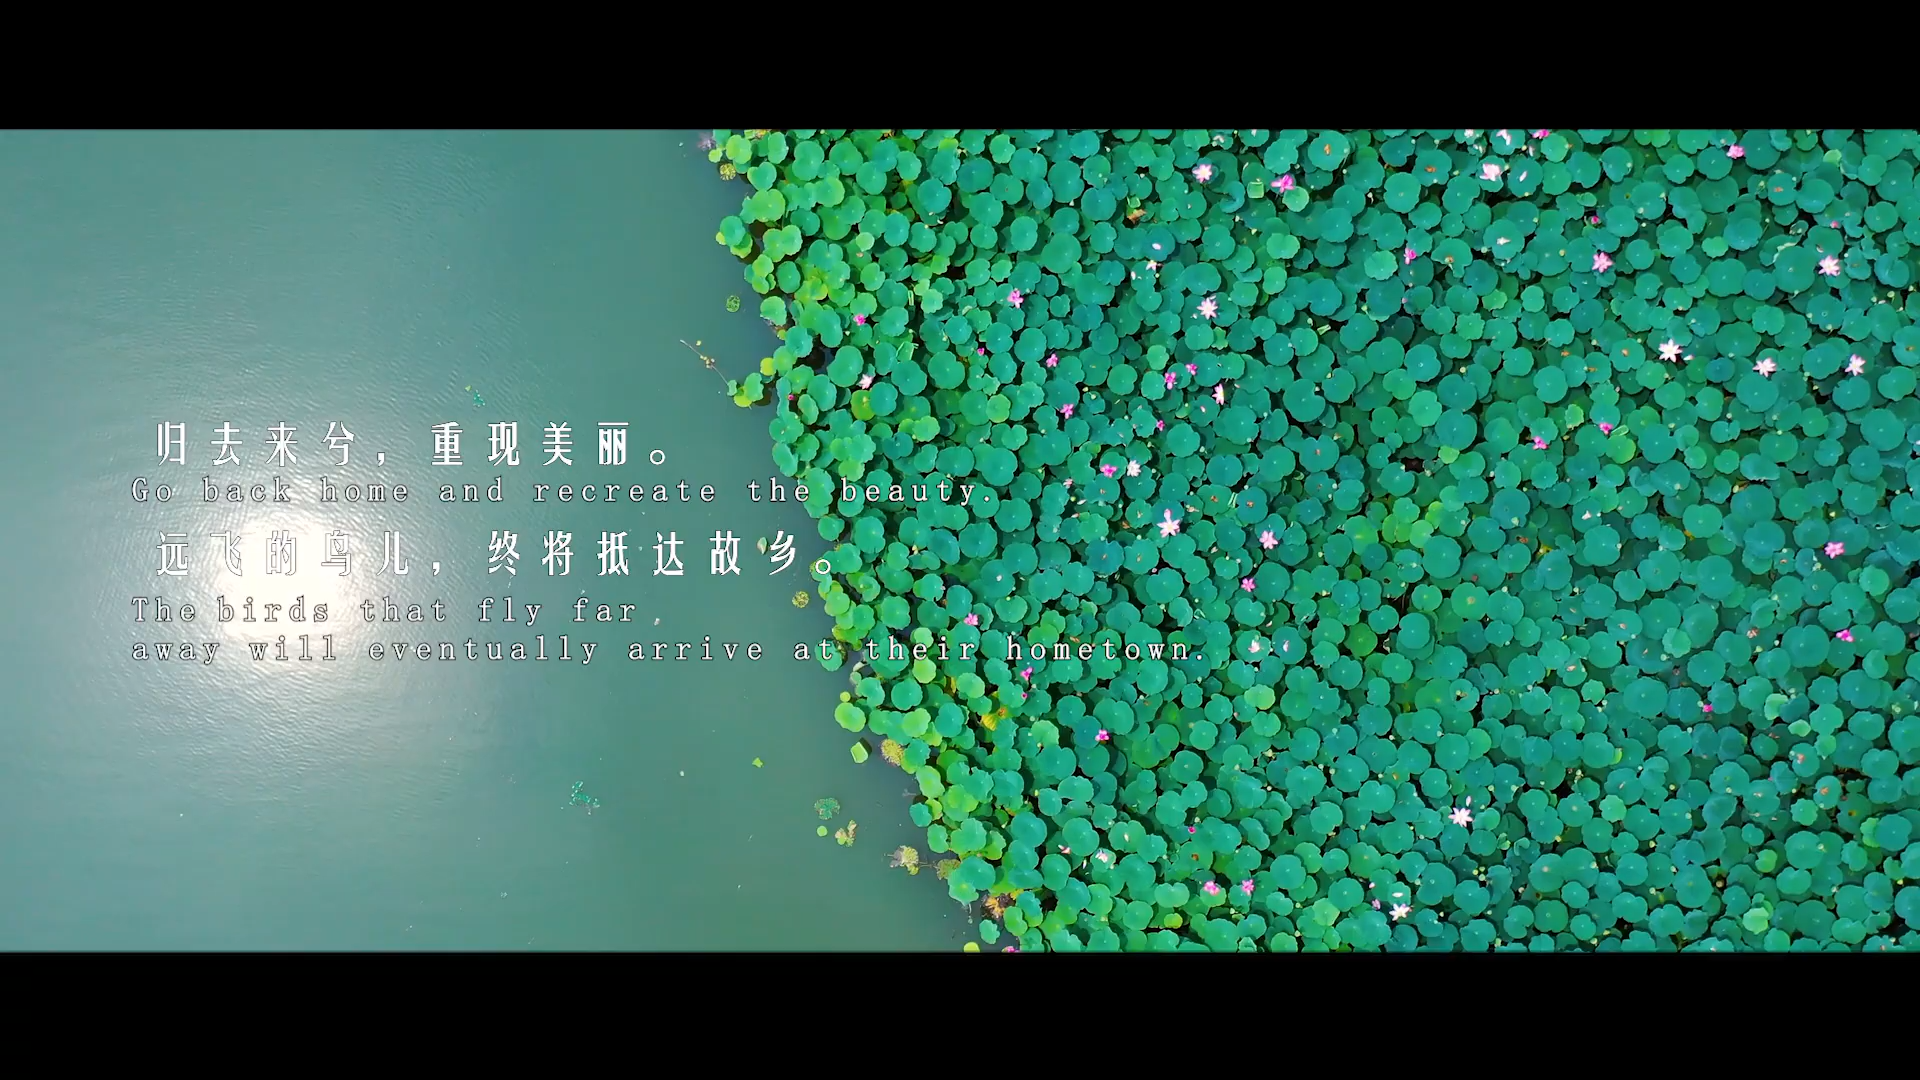 归去来兮，重现美丽。
Go back home and recreate the beauty.
远飞的鸟儿，终将抵达故乡。
The birds that fly far
away will eventually arrive at their hometown.